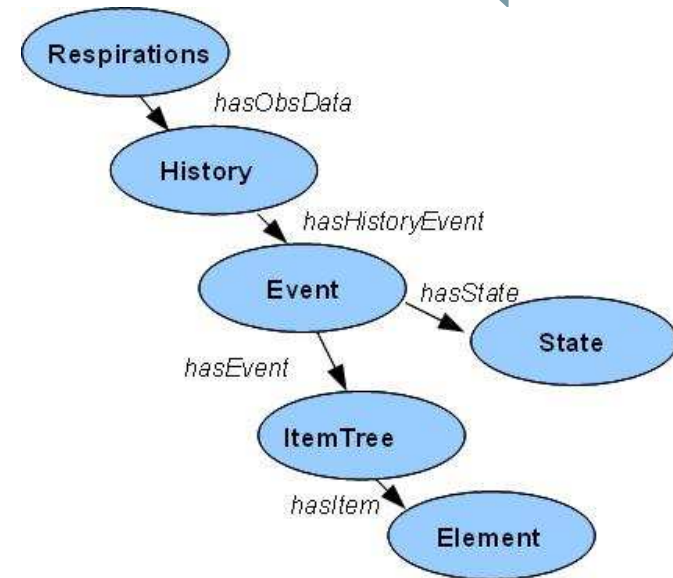 Respirations
hasObsData
History
hasHistoryEvent
Event
hasState
State
hasEvent
ItemTree
hasItem
Element